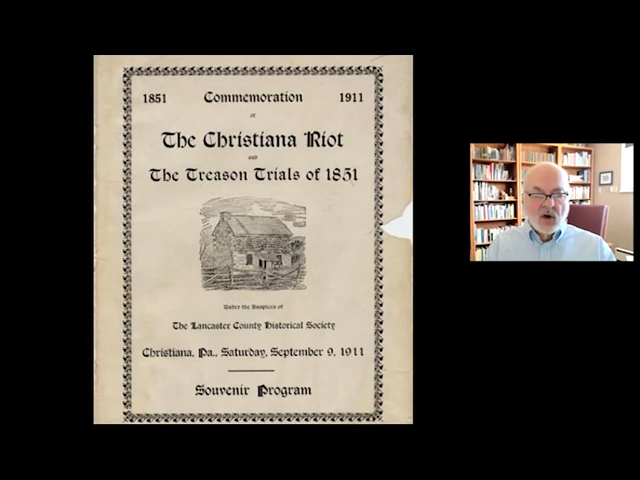 1851 Commemoration 1911
of
The Christiana Riot
and
The Treason Trials of 1851
Under the Auspices of
The Lancaster County Historical Society
Christiana, Pa., Saturday, September 9, 1911
Souvenir Program